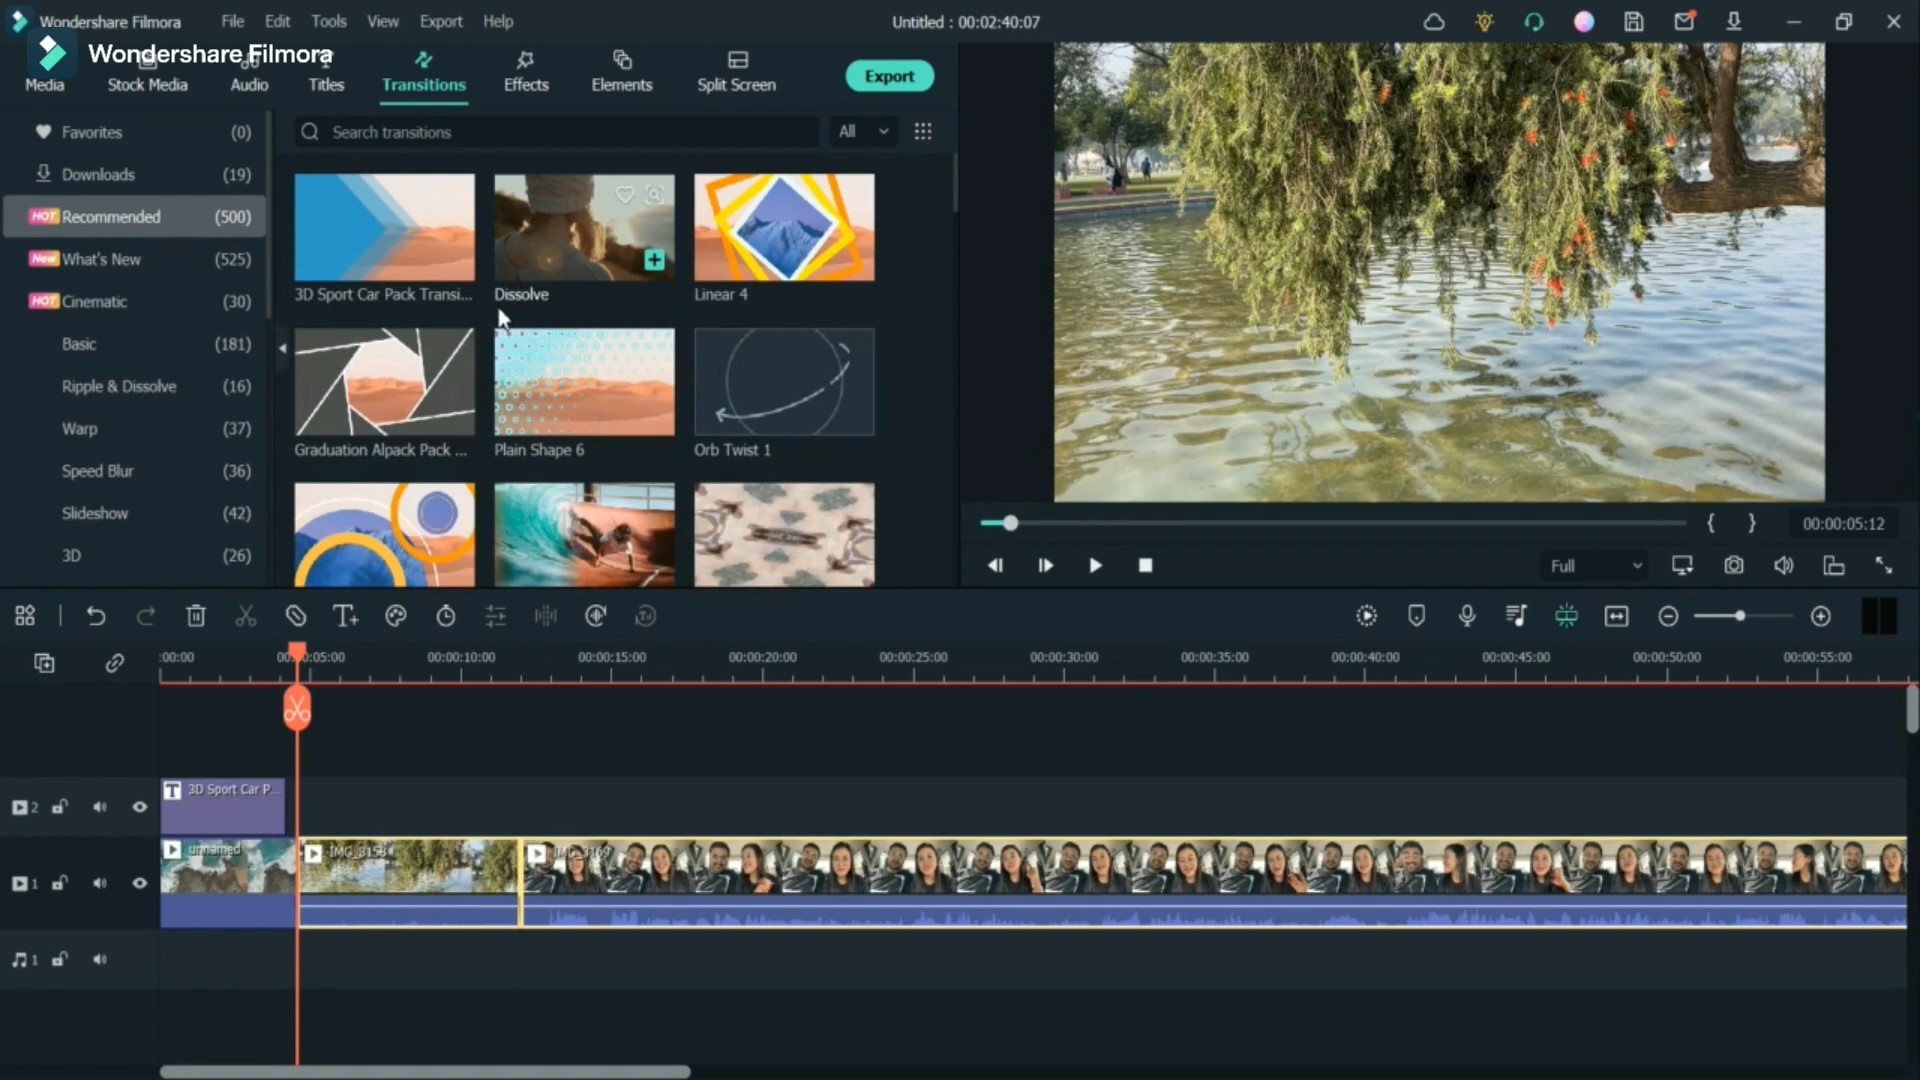 Wondershare Filmora File Edit Tools View Export Help Untitled : 00:02:40:07
Wondershare Filmora
Media Stock Media Audio Titles Transitions Effects Elements Split Screen Export
Favorites (0)
Search transitions All
Downloads (19)
HOT Recommended (500)
New What's New (525)
HOT Cinematic (30)
Basic (181)
Ripple & Dissolve (16)
Warp (37)
Speed Blur (36)
Slideshow (42)
3D (26)
3D Sport Car Pack Transi... Dissolve Linear 4
Graduation Alpack Pack ... Plain Shape 6 Orb Twist 1
{ } 00:00:05:12
Full
:00:00 00:00:05:00 00:00:10:00 00:00:15:00 00:00:20:00 00:00:25:00 00:00:30:00 00:00:35:00 00:00:40:00 00:00:45:00 00:00:50:00 00:00:55:00
2 T 3D Sport Car P...
unnamed IMG_3153 IMG_3169
1
1